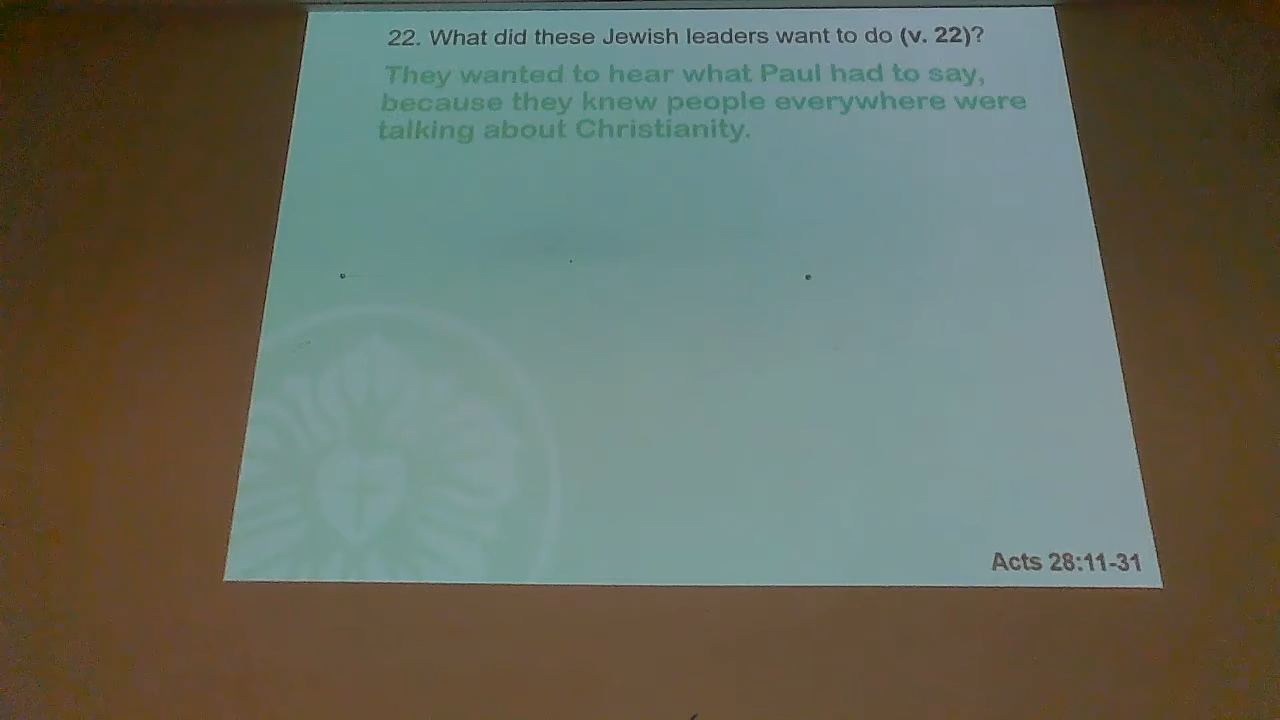 22. What did these Jewish leaders want to do (v. 22)?
They wanted to hear what Paul had to say,
because they knew people everywhere were
talking about Christianity.
Acts 28:11-31